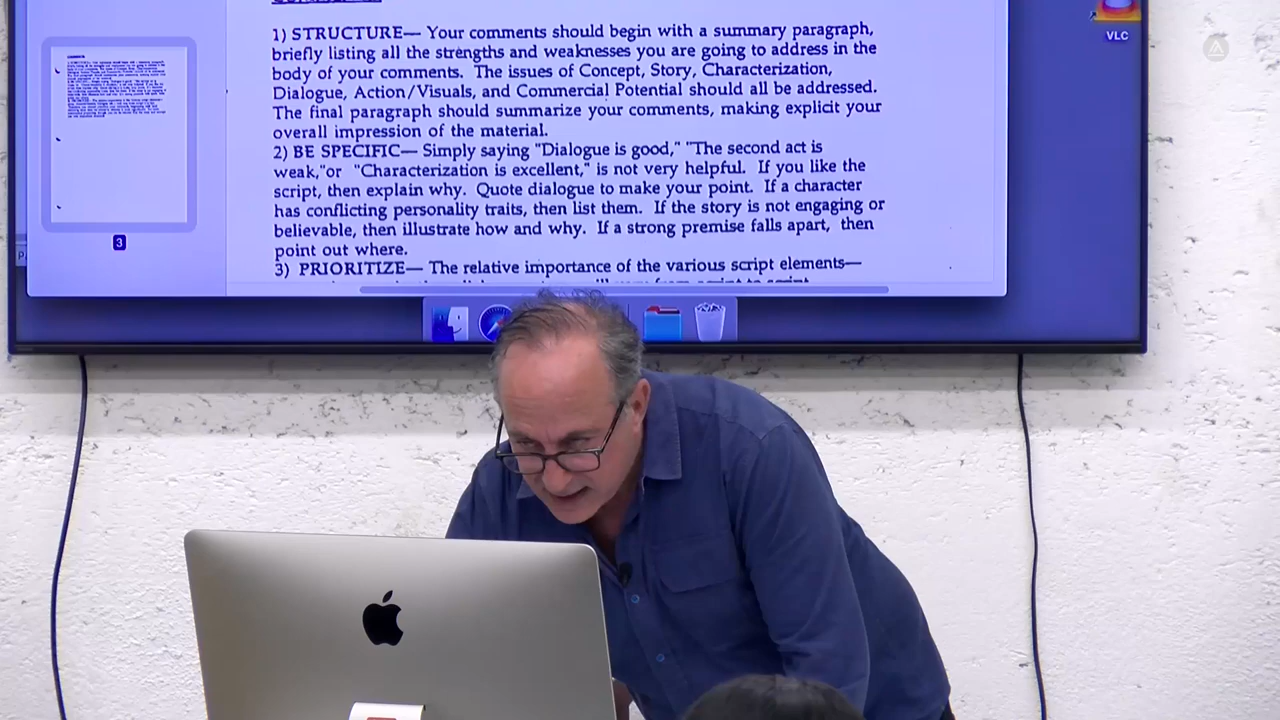 VLC
1) STRUCTURE— Your comments should begin with a summary paragraph,
briefly listing all the strengths and weaknesses you are going to address in the
body of your comments. The issues of Concept, Story, Characterization,
Dialogue, Action/Visuals, and Commercial Potential should all be addressed.
The final paragraph should summarize your comments, making explicit your
overall impression of the material.
2) BE SPECIFIC— Simply saying "Dialogue is good," "The second act is
weak,"or "Characterization is excellent," is not very helpful. If you like the
script, then explain why. Quote dialogue to make your point. If a character
has conflicting personality traits, then list them. If the story is not engaging or
believable, then illustrate how and why. If a strong premise falls apart, then
point out where.
3) PRIORITIZE— The relative importance of the various script elements—
3